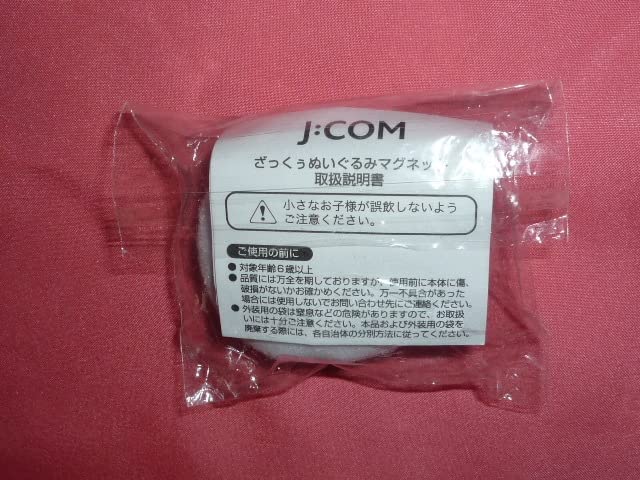 J:COM
ざっくぅぬいぐるみマグネット
取扱説明書
小さなお子様が誤飲しないよう
ご注意ください。
ご使用の前に
●対象年齢6歳以上
●品質には万全を期しておりますが、使用前に本体に傷、
破損がないかお確かめください。万一不具合があった
場合には使用しないでお問い合わせ先にご連絡ください。
●外装用の袋は窒息などの危険がありますので、お取扱
いには十分ご注意ください。本品および外装用の袋を
廃棄する際には、各自治体の分別方法に従ってください。